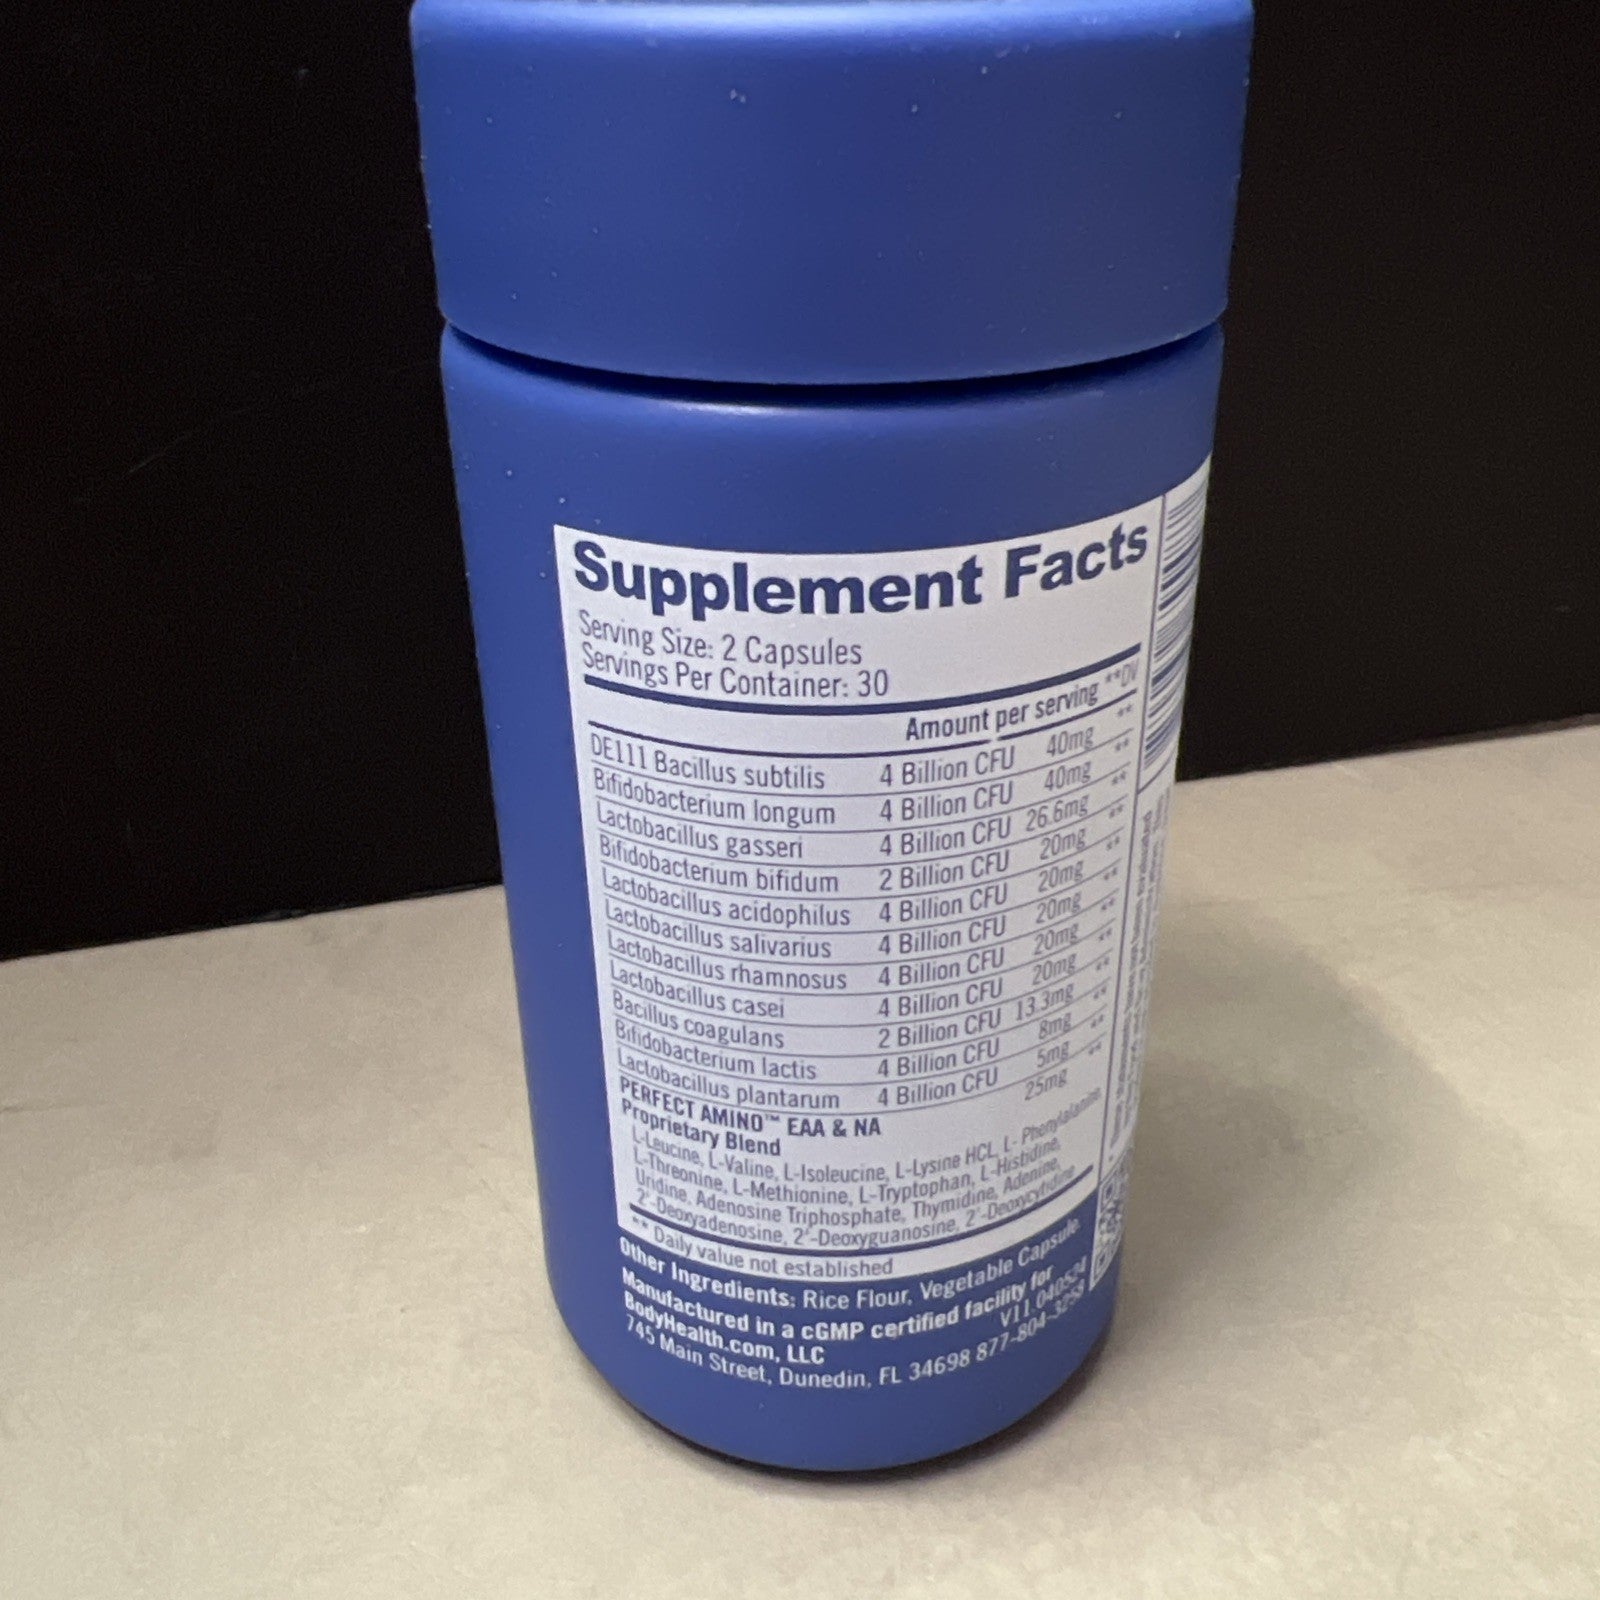 Supplement Facts
Serving Size: 2 Capsules
Servings Per Container: 30
Amount per serving **DV
DE111 Bacillus subtilis 4 Billion CFU 40mg **
Bifidobacterium longum 4 Billion CFU 40mg **
Lactobacillus gasseri 4 Billion CFU 26.6mg **
Bifidobacterium bifidum 2 Billion CFU 20mg **
Lactobacillus acidophilus 4 Billion CFU 20mg **
Lactobacillus salivarius 4 Billion CFU 20mg **
Lactobacillus rhamnosus 4 Billion CFU 20mg **
Lactobacillus casei 4 Billion CFU 20mg **
Bacillus coagulans 2 Billion CFU 13.3mg **
Bifidobacterium lactis 4 Billion CFU 8mg **
Lactobacillus plantarum 4 Billion CFU 5mg **
PERFECT AMINO™ EAA & NA 25mg
Proprietary Blend
L-Leucine, L-Valine, L-Isoleucine, L-Lysine HCL, L- Phenylalanine,
L-Threonine, L-Methionine, L-Tryptophan, L-Histidine,
Uridine, Adenosine Triphosphate, Thymidine, Adenine,
2'-Deoxyadenosine, 2'-Deoxyguanosine, 2'-Deoxycytidine
** Daily value not established
Other Ingredients: Rice Flour, Vegetable Capsule.
Manufactured in a cGMP certified facility for
BodyHealth.com, LLC V11.040524
745 Main Street, Dunedin, FL 34698 877-804-3258